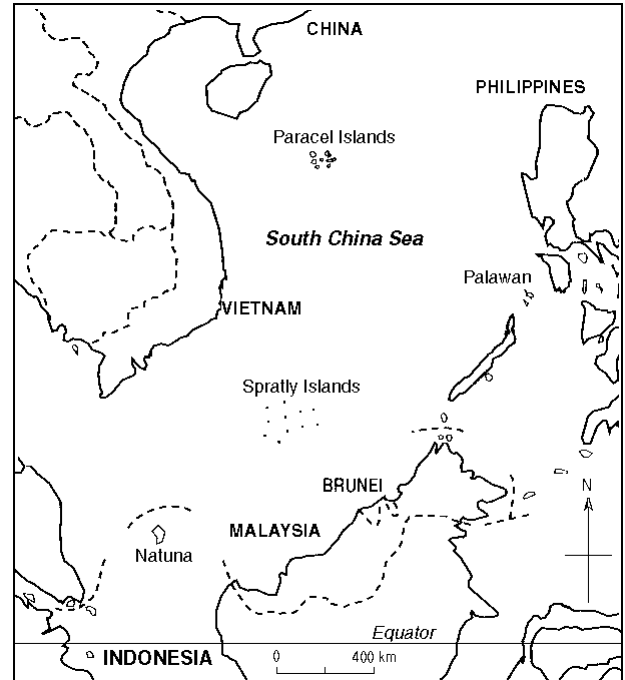 CHINA
PHILIPPINES
Paracel Islands
South China Sea
Palawan
VIETNAM
Spratly Islands
BRUNEI
N
MALAYSIA
Natuna
Equator
INDONESIA
0 400 km